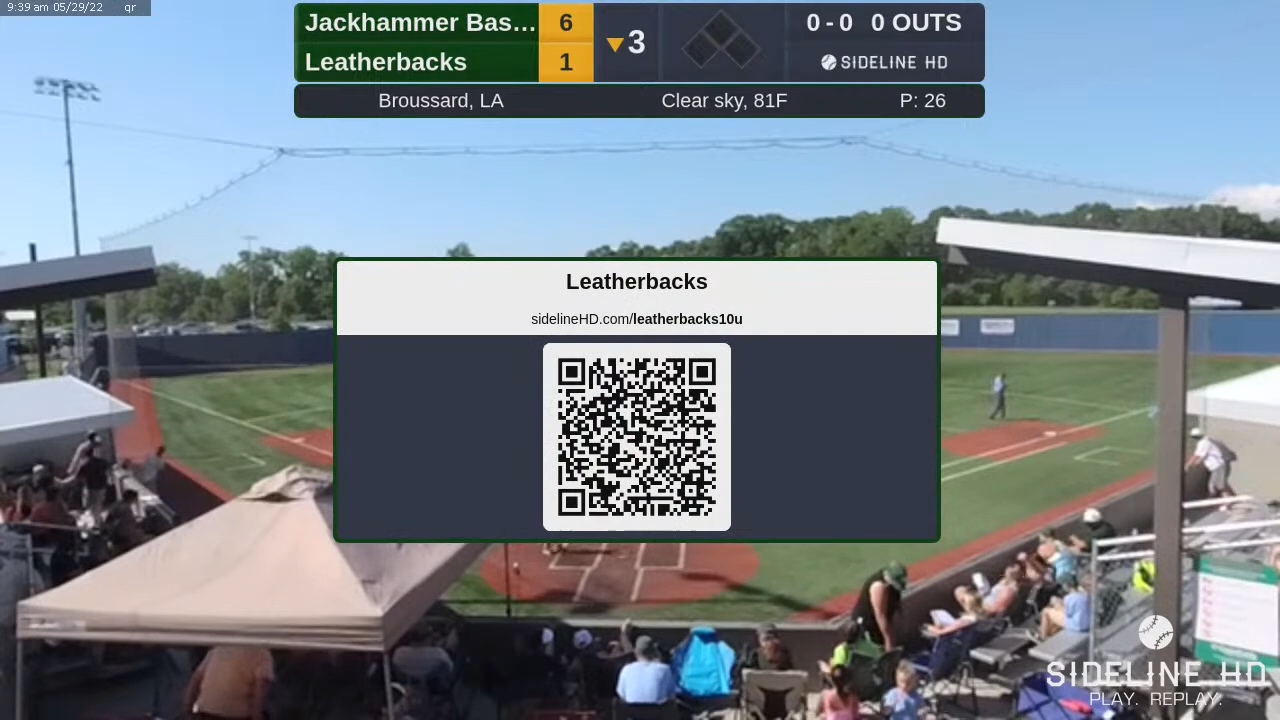 9:39 am 05/29/22 qr
Jackhammer Bas... 6
Leatherbacks 1
3
0 - 0 0 OUTS
SIDELINE HD
Broussard, LA Clear sky, 81F P: 26
Leatherbacks
sidelineHD.com/leatherbacks10u
SIDELINE HD
PLAY. REPLAY.